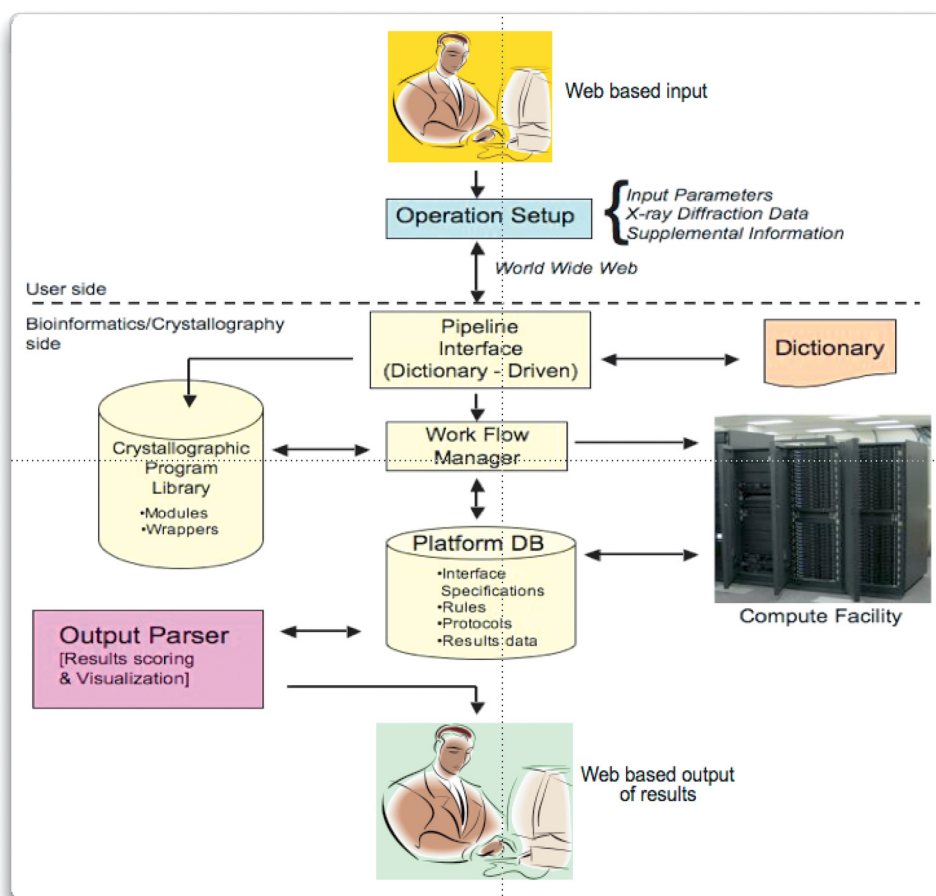 Web based input
Operation Setup
Input Parameters
X-ray Diffraction Data
Supplemental Information
World Wide Web
User side
Bioinformatics/Crystallography
side
Pipeline
Interface
(Dictionary - Driven)
Dictionary
Crystallographic
Program
Library
•Modules
•Wrappers
Work Flow
Manager
Platform DB
•Interface
Specifications
•Rules
•Protocols
•Results data
Compute Facility
Output Parser
[Results scoring
& Visualization]
Web based output
of results